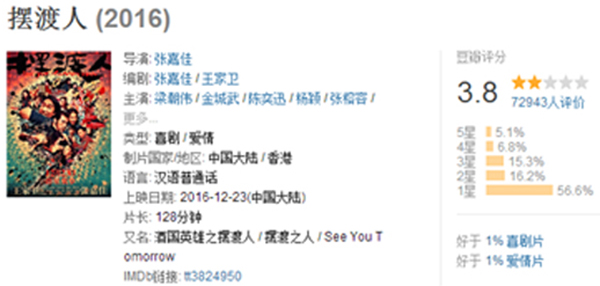 摆渡人 (2016)
摆渡人
导演: 张嘉佳
编剧: 张嘉佳 / 王家卫
主演: 梁朝伟 / 金城武 / 陈奕迅 / 杨颖 / 张榕容 /
更多...
类型: 喜剧 / 爱情
制片国家/地区: 中国大陆 / 香港
语言: 汉语普通话
上映日期: 2016-12-23(中国大陆)
片长: 128分钟
又名: 酒国英雄之摆渡人 / 摆渡之人 / See You T
omorrow
IMDb链接: tt3824950
豆瓣评分
3.8
72943人评价
5星 5.1%
4星 6.8%
3星 15.3%
2星 16.2%
1星 56.6%
好于 1% 喜剧片
好于 1% 爱情片